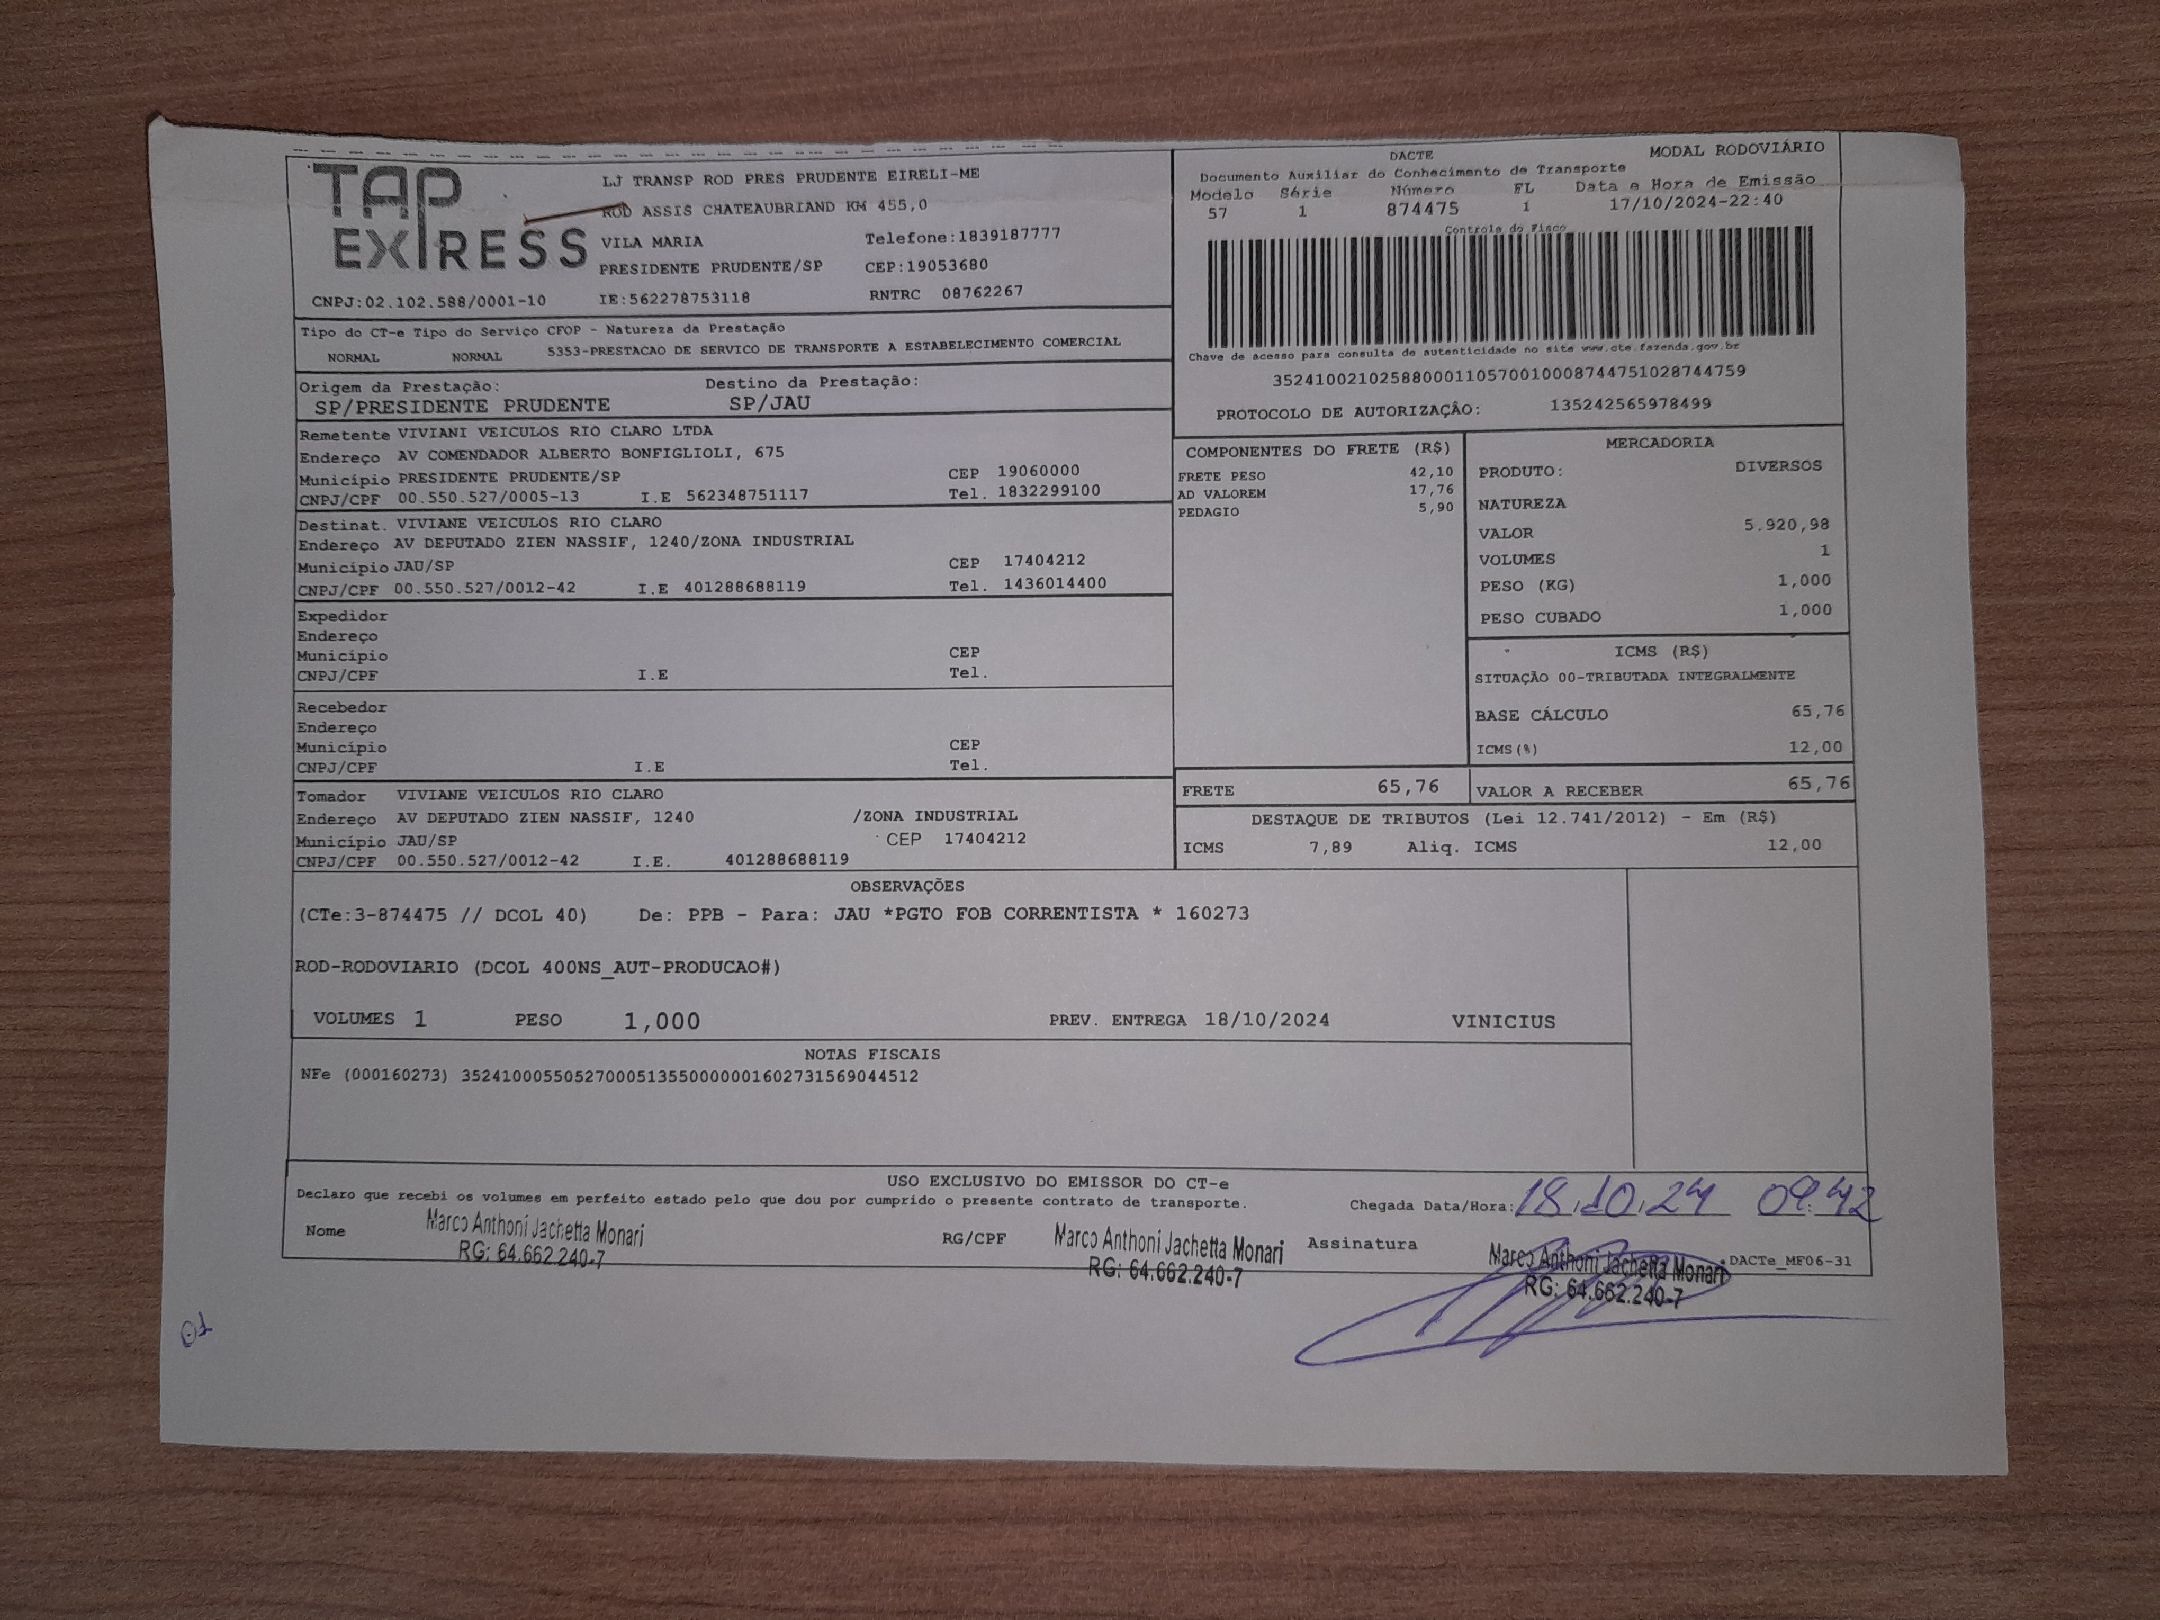 TAP
EXPRESS
LJ TRANSP ROD PRES PRUDENTE EIRELI-ME
ROD ASSIS CHATEAUBRIAND KM 455,0
VILA MARIA Telefone:1839187777
PRESIDENTE PRUDENTE/SP CEP:19053680
CNPJ:02.102.588/0001-10 IE:562278753118 RNTRC 08762267
DACTE MODAL RODOVIÁRIO
Documento Auxiliar do Conhecimento de Transporte
Modelo Série Número FL Data e Hora de Emissão
57 1 874475 1 17/10/2024-22:40
Controle do Fisco
Chave de acesso para consulta de autenticidade no site www.cte.fazenda.gov.br
35241002102588000110570010008744751028744759
PROTOCOLO DE AUTORIZAÇÃO: 135242565978499
Tipo do CT-e Tipo do Serviço CFOP - Natureza da Prestação
NORMAL NORMAL 5353-PRESTACAO DE SERVICO DE TRANSPORTE A ESTABELECIMENTO COMERCIAL
Origem da Prestação: Destino da Prestação:
SP/PRESIDENTE PRUDENTE SP/JAU
Remetente VIVIANI VEICULOS RIO CLARO LTDA
Endereço AV COMENDADOR ALBERTO BONFIGLIOLI, 675
Município PRESIDENTE PRUDENTE/SP CEP 19060000
CNPJ/CPF 00.550.527/0005-13 I.E 562348751117 Tel. 1832299100
Destinat. VIVIANE VEICULOS RIO CLARO
Endereço AV DEPUTADO ZIEN NASSIF, 1240/ZONA INDUSTRIAL
Município JAU/SP CEP 17404212
CNPJ/CPF 00.550.527/0012-42 I.E 401288688119 Tel. 1436014400
Expedidor
Endereço
Município CEP
CNPJ/CPF I.E Tel.
Recebedor
Endereço
Município CEP
CNPJ/CPF I.E Tel.
Tomador VIVIANE VEICULOS RIO CLARO
Endereço AV DEPUTADO ZIEN NASSIF, 1240 /ZONA INDUSTRIAL
Município JAU/SP CEP 17404212
CNPJ/CPF 00.550.527/0012-42 I.E. 401288688119
COMPONENTES DO FRETE (R$)
FRETE PESO 42,10
AD VALOREM 17,76
PEDAGIO 5,90
MERCADORIA
PRODUTO: DIVERSOS
NATUREZA
VALOR 5.920,98
VOLUMES 1
PESO (KG) 1,000
PESO CUBADO 1,000
ICMS (R$)
SITUAÇÃO 00-TRIBUTADA INTEGRALMENTE
BASE CÁLCULO 65,76
ICMS(%) 12,00
FRETE 65,76 VALOR A RECEBER 65,76
DESTAQUE DE TRIBUTOS (Lei 12.741/2012) - Em (R$)
ICMS 7,89 Aliq. ICMS 12,00
OBSERVAÇÕES
(CTe:3-874475 // DCOL 40) De: PPB - Para: JAU *PGTO FOB CORRENTISTA * 160273
ROD-RODOVIARIO (DCOL 400NS_AUT-PRODUCAO#)
VOLUMES 1 PESO 1,000 PREV. ENTREGA 18/10/2024 VINICIUS
NOTAS FISCAIS
NFe (000160273) 35241000550527000513550000001602731569044512
USO EXCLUSIVO DO EMISSOR DO CT-e
Declaro que recebi os volumes em perfeito estado pelo que dou por cumprido o presente contrato de transporte. Chegada Data/Hora: 18.10.24 09:42
Nome Marco Anthoni Jachetta Monari RG/CPF Marco Anthoni Jachetta Monari Assinatura Marco Anthoni Jachetta Monari DACTe_MF06-31
RG: 64.662.240-7 RG: 64.662.240-7 RG: 64.662.240-7